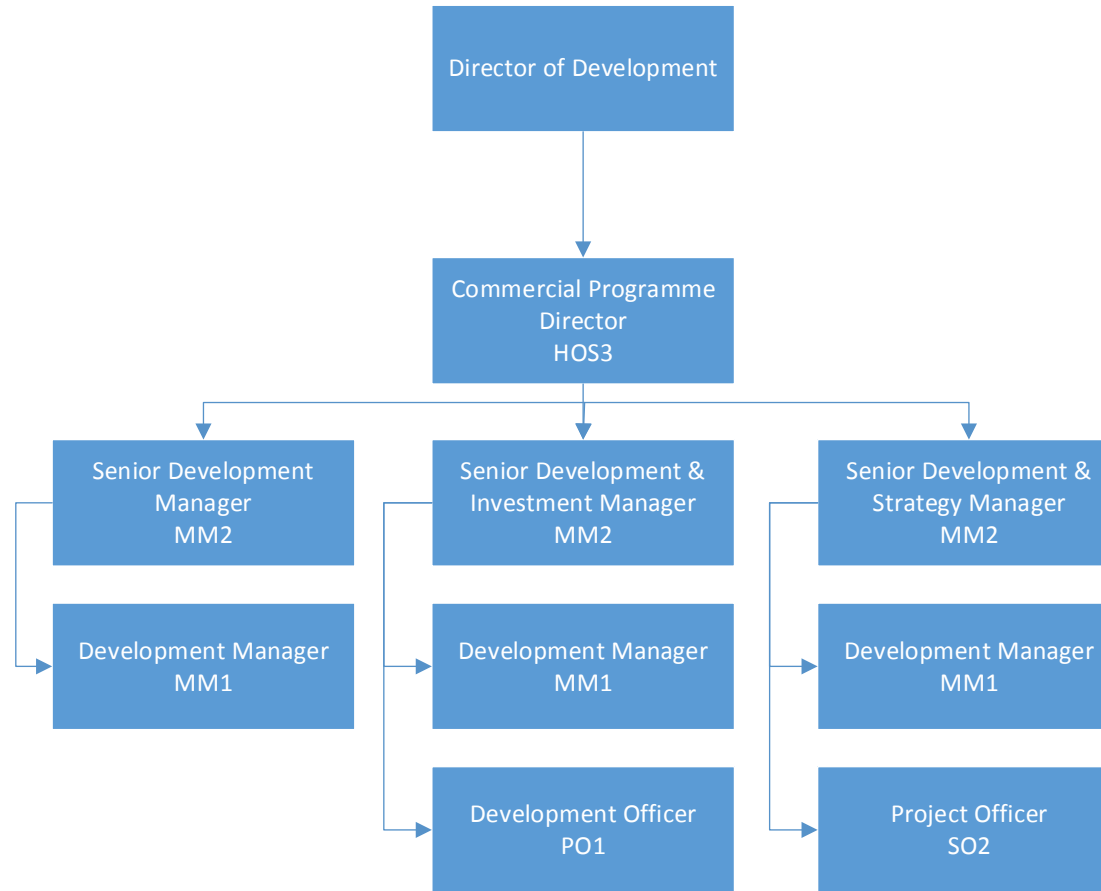 Director of Development
Commercial Programme
Director
HOS3
Senior Development
Manager
MM2
Senior Development &
Investment Manager
MM2
Senior Development &
Strategy Manager
MM2
Development Manager
MM1
Development Manager
MM1
Development Manager
MM1
Development Officer
PO1
Project Officer
SO2